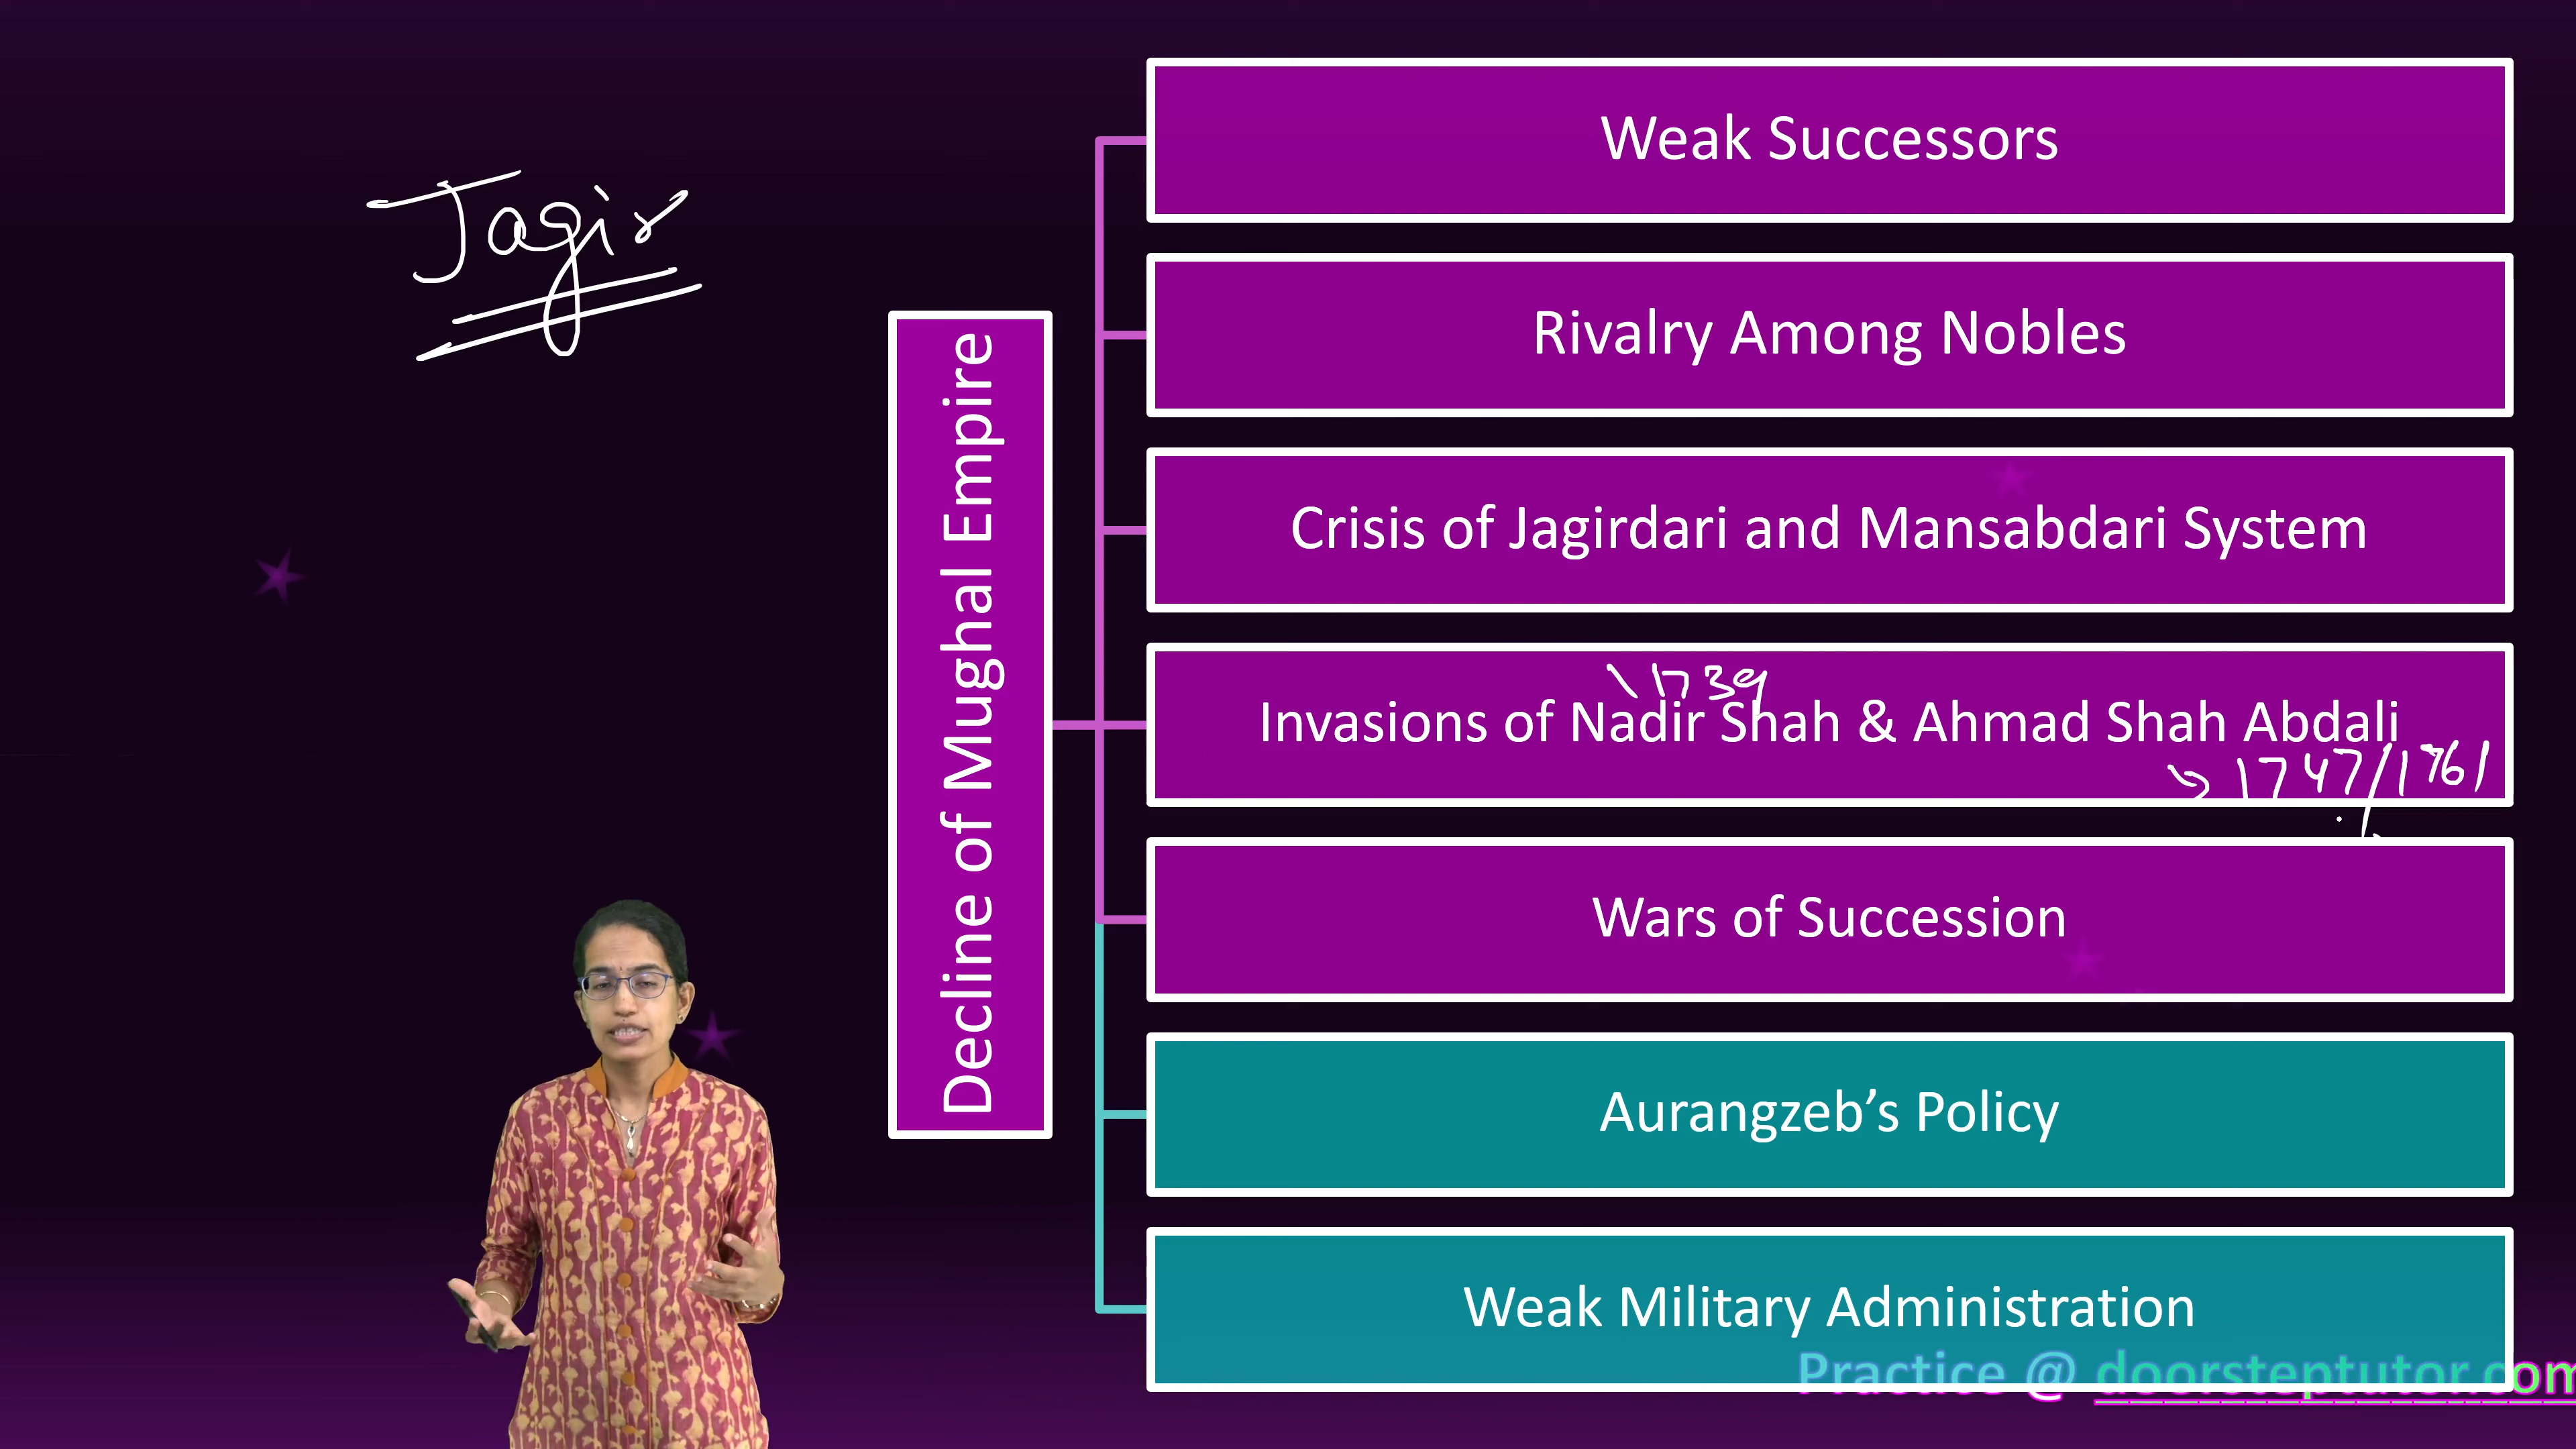 Jagir
Decline of Mughal Empire
Weak Successors
Rivalry Among Nobles
Crisis of Jagirdari and Mansabdari System
1739
Invasions of Nadir Shah & Ahmad Shah Abdali
1747/1761
Wars of Succession
Aurangzeb’s Policy
Weak Military Administration
Practice @ doorsteptutor.com